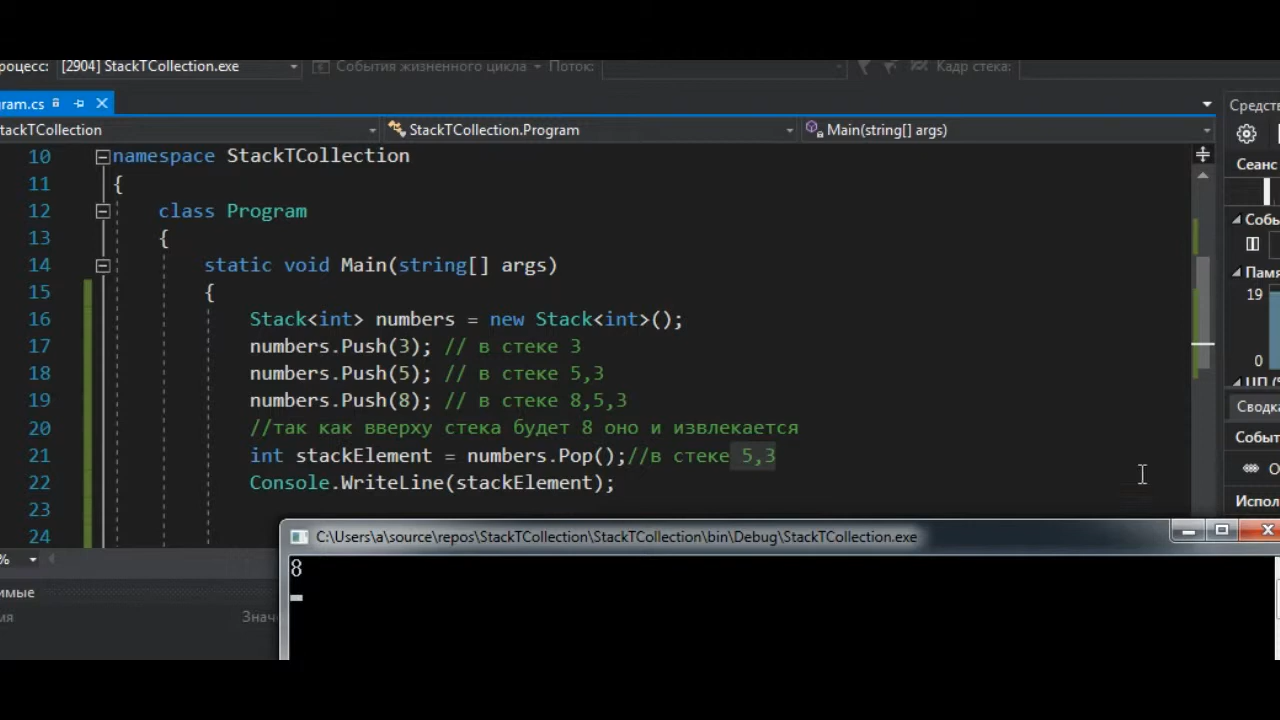 роцесс: [2904] StackTCollection.exe События жизненного цикла Поток: Кадр стека:
ram.cs
Средств
tackTCollection StackTCollection.Program Main(string[] args)
10 namespace StackTCollection
Сеанс
11 {
12 class Program
Собы
13 {
14 static void Main(string[] args)
Памя
15 {
19
16 Stack<int> numbers = new Stack<int>();
17 numbers.Push(3); // в стеке 3
0
18 numbers.Push(5); // в стеке 5,3
19 numbers.Push(8); // в стеке 8,5,3
Сводка
20 //так как вверху стека будет 8 оно и извлекается
Событ
21 int stackElement = numbers.Pop();//в стеке 5,3
22 Console.WriteLine(stackElement);
Испол
23
24
C:\Users\a\source\repos\StackTCollection\StackTCollection\bin\Debug\StackTCollection.exe
%
8
имые
мя Значе